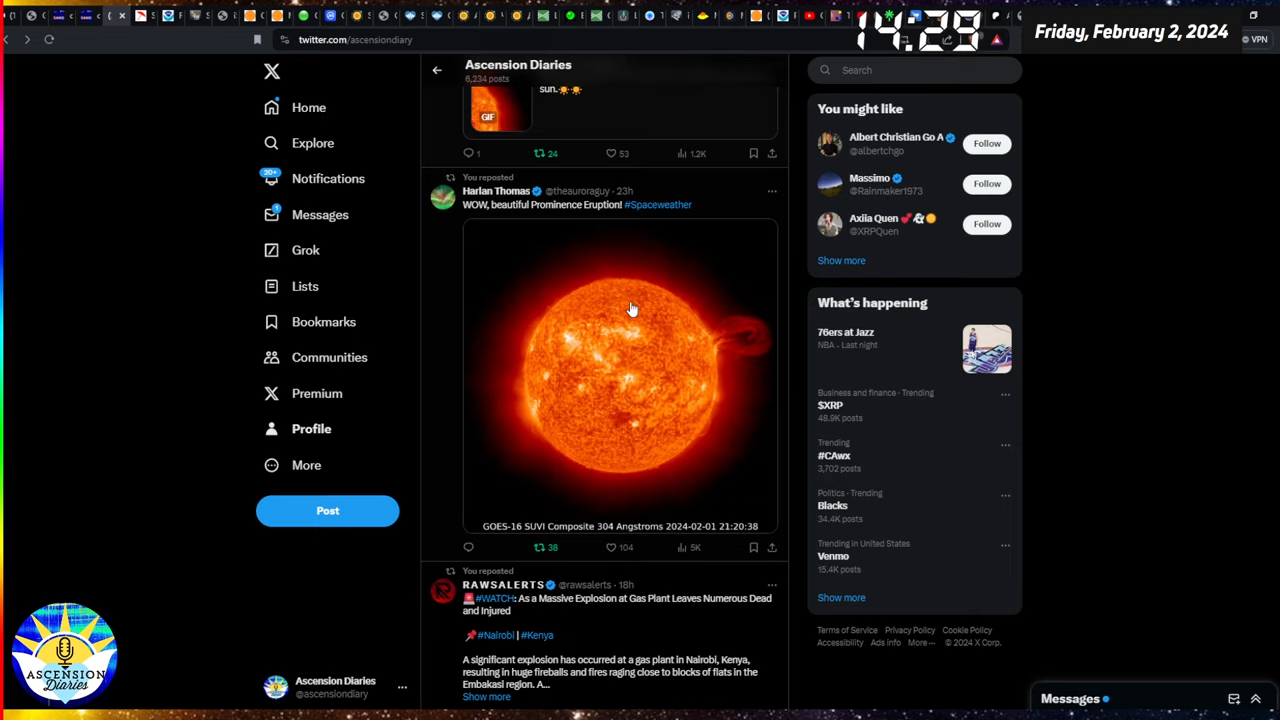 14:29
Friday, February 2, 2024
twitter.com/ascensiondiary
VPN
Home
Explore
20+
Notifications
1
Messages
Grok
Lists
Bookmarks
Communities
Premium
Profile
More
Post
Ascension Diaries
@ascensiondiary
ASCENSION
Diaries
Ascension Diaries
6,234 posts
sun.☀️☀️
GIF
1
24
53
1.2K
You reposted
Harlan Thomas @theauroraguy · 23h
WOW, beautiful Prominence Eruption! #Spaceweather
GOES-16 SUVI Composite 304 Angstroms 2024-02-01 21:20:38
38
104
5K
You reposted
R A W S A L E R T S @rawsalerts · 18h
🚨#WATCH: As a Massive Explosion at Gas Plant Leaves Numerous Dead
and Injured
📌#Nairobi | #Kenya
A significant explosion has occurred at a gas plant in Nairobi, Kenya,
resulting in huge fireballs and fires raging close to blocks of flats in the
Embakasi region. A...
Show more
Search
You might like
Albert Christian Go A
@albertchgo
Follow
Massimo
@Rainmaker1973
Follow
Axiia Quen
@XRPQuen
Follow
Show more
What's happening
76ers at Jazz
NBA · Last night
Business and finance · Trending
$XRP
48.9K posts
Trending
#CAwx
3,702 posts
Politics · Trending
Blacks
34.4K posts
Trending in United States
Venmo
15.4K posts
Show more
Terms of Service Privacy Policy Cookie Policy
Accessibility Ads info More ··· © 2024 X Corp.
Messages